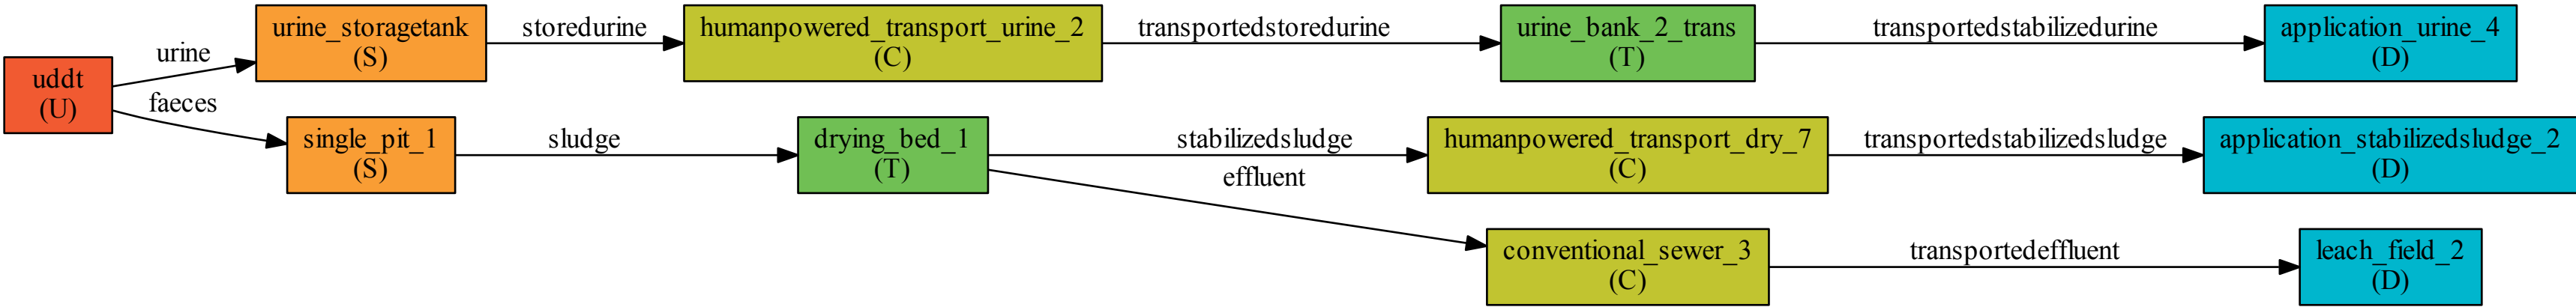 uddt
(U)
urine
faeces
urine_storagetank
(S)
storedurine
humanpowered_transport_urine_2
(C)
transportedstoredurine
urine_bank_2_trans
(T)
transportedstabilizedurine
application_urine_4
(D)
single_pit_1
(S)
sludge
drying_bed_1
(T)
stabilizedsludge
effluent
humanpowered_transport_dry_7
(C)
transportedstabilizedsludge
application_stabilizedsludge_2
(D)
conventional_sewer_3
(C)
transportedeffluent
leach_field_2
(D)